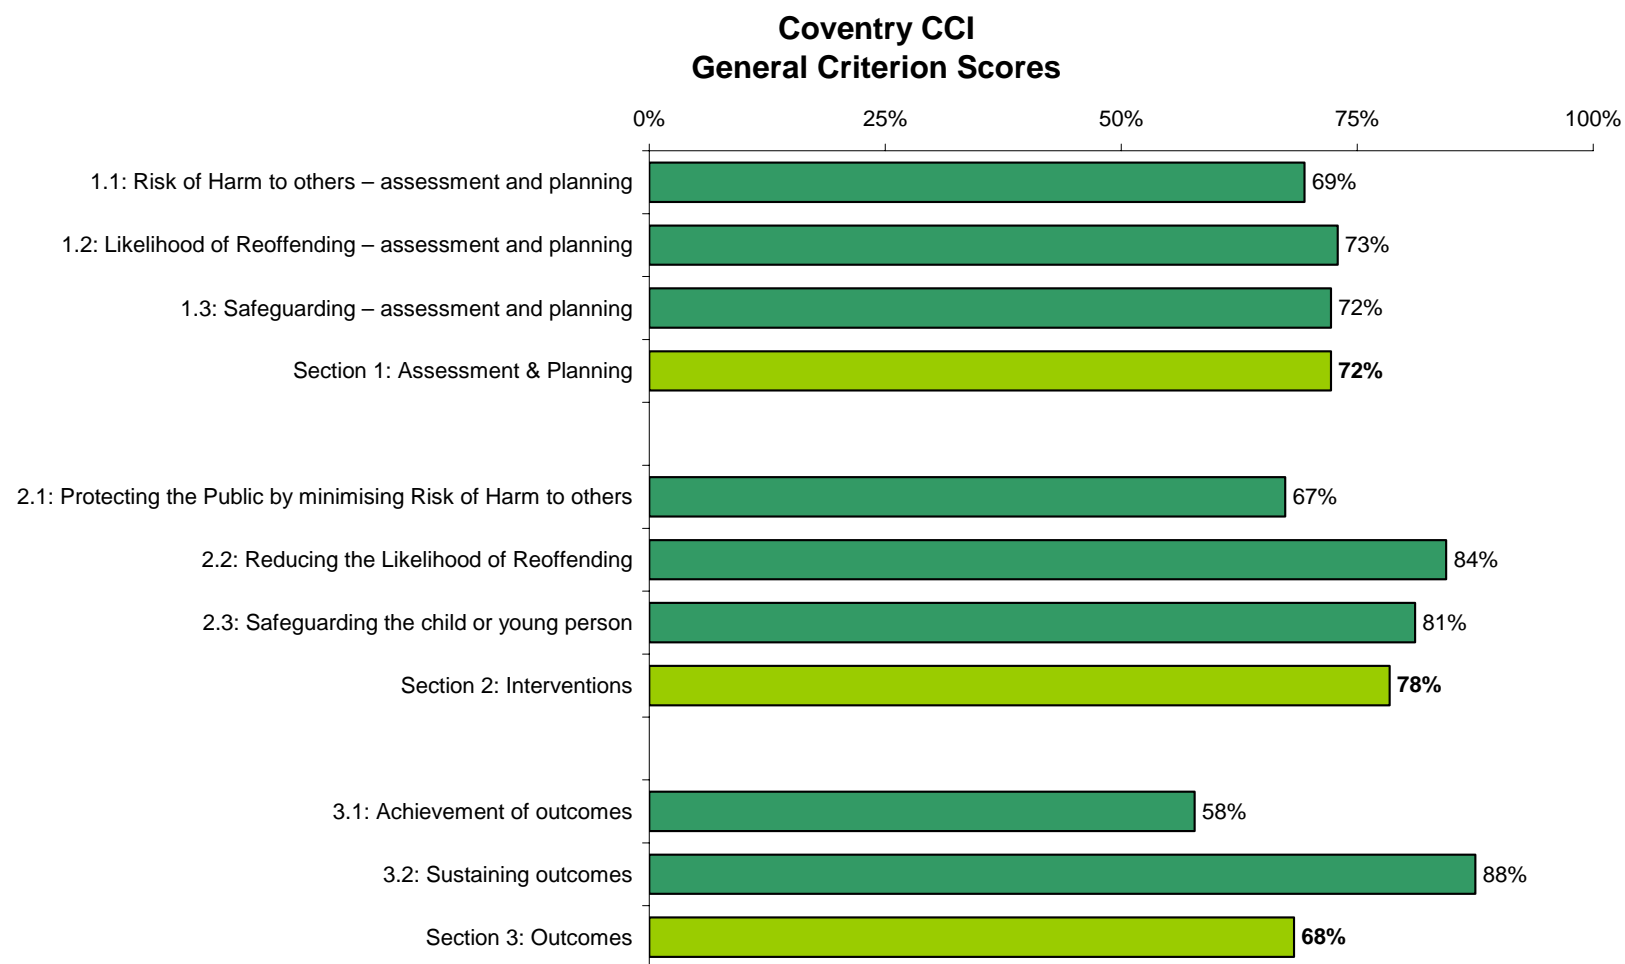 Coventry CCI
General Criterion Scores
0% 25% 50% 75% 100%
1.1: Risk of Harm to others – assessment and planning 69%
1.2: Likelihood of Reoffending – assessment and planning 73%
1.3: Safeguarding – assessment and planning 72%
Section 1: Assessment & Planning 72%
2.1: Protecting the Public by minimising Risk of Harm to others 67%
2.2: Reducing the Likelihood of Reoffending 84%
2.3: Safeguarding the child or young person 81%
Section 2: Interventions 78%
3.1: Achievement of outcomes 58%
3.2: Sustaining outcomes 88%
Section 3: Outcomes 68%